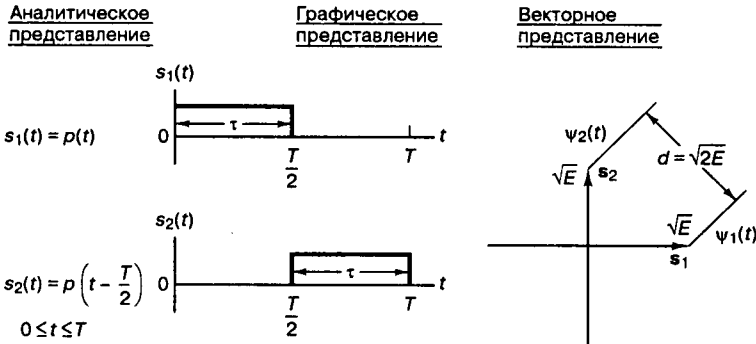 Аналитическое представление
Графическое представление
Векторное представление
s₁(t)
s₁(t) = p(t)
0
τ
T/2
T
t
s₂(t)
s₂(t) = p(t − T/2)
0
τ
T/2
T
t
0 ≤ t ≤ T
ψ₂(t)
d = √2E
√E
s₂
√E
s₁
ψ₁(t)